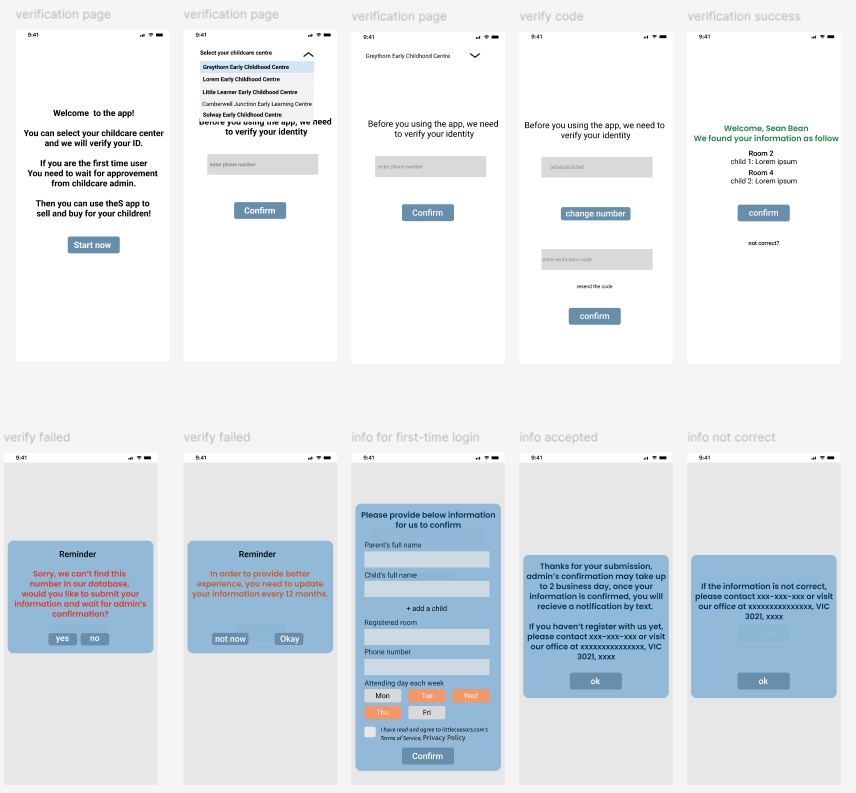 verification page
9:41
Welcome to the app!
You can select your childcare center
and we will verify your ID.
If you are the first time user
You need to wait for approvement
from childcare admin.
Then you can use theS app to
sell and buy for your children!
Start now
verification page
9:41
Select your childcare centre
Greythorn Early Childhood Centre
Lorem Early Childhood Centre
Little Learner Early Childhood Centre
Camberwell Junction Early Learning Centre
Solway Early Childhood Centre
Before you using the app, we need
to verify your identity
enter phone number
Confirm
verification page
9:41
Greythorn Early Childhood Centre
Before you using the app, we need
to verify your identity
enter phone number
Confirm
verify code
9:41
Before you using the app, we need to
verify your identity
change number
entre verification code
resend the code
confirm
verification success
9:41
Welcome, Sean Bean
We found your information as follow
Room 2
child 1: Lorem ipsum
Room 4
child 2: Lorem ipsum
confirm
not correct?
verify failed
9:41
Reminder
Sorry, we can't find this
number in our database,
would you like to submit your
information and wait for admin's
confirmation?
yes
no
verify failed
9:41
Reminder
In order to provide better
experience, you need to update
your information every 12 months.
not now
Okay
info for first-time login
9:41
Please provide below information
for us to confirm
Parent's full name
Child's full name
+ add a child
Registered room
Phone number
Attending day each week
Mon
Tue
Wed
Thu
Fri
I have read and agree to littlecaesars.com's
Terms of Service, Privacy Policy
Confirm
info accepted
9:41
Thanks for your submission,
admin's confirmation may take up
to 2 business day, once your
information is confirmed, you will
recieve a notification by text.
If you haven't register with us yet,
please contact xxx-xxx-xxx or visit
our office at xxxxxxxxxxxxxxx, VIC
3021, xxxx
ok
info not correct
9:41
If the information is not correct,
please contact xxx-xxx-xxx or visit
our office at xxxxxxxxxxxxxxx, VIC
3021, xxxx
ok